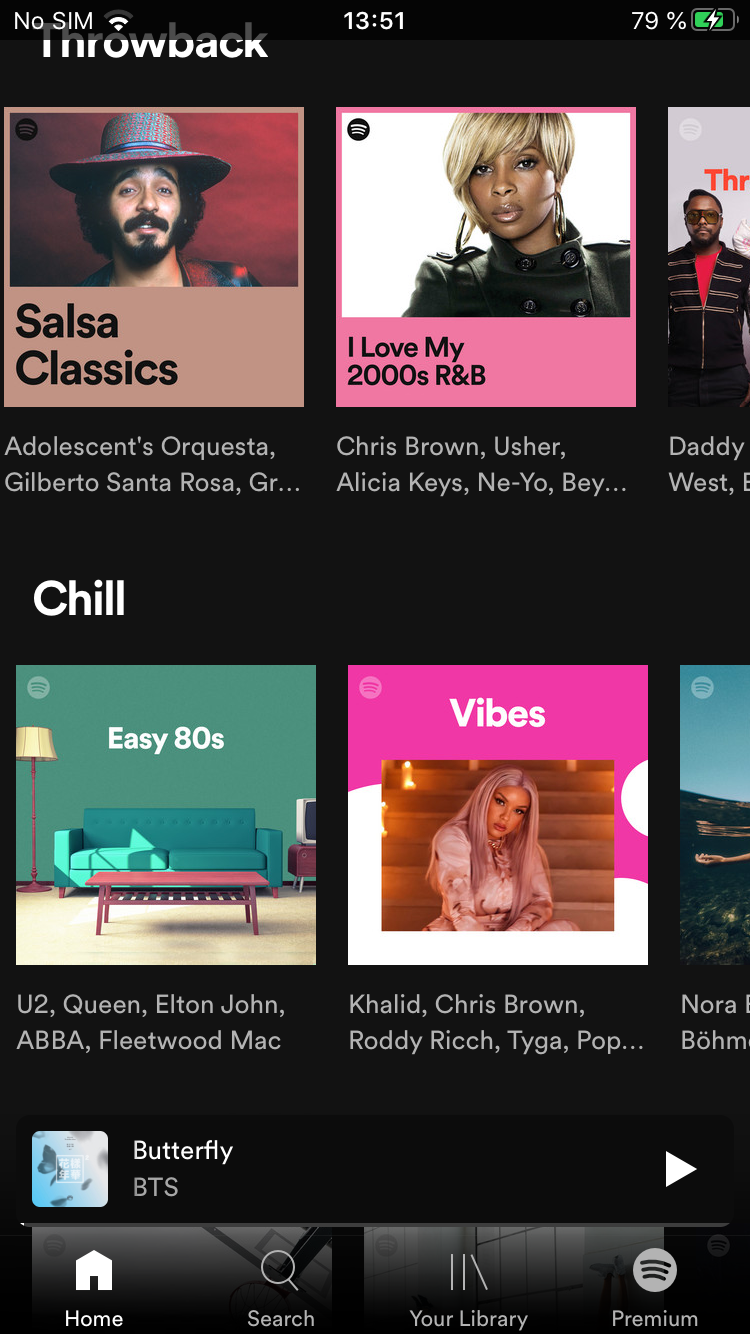 No SIM 13:51 79 %
Throwback
Salsa
Classics
I Love My
2000s R&B
Thr
Adolescent's Orquesta,
Gilberto Santa Rosa, Gr...
Chris Brown, Usher,
Alicia Keys, Ne-Yo, Bey...
Daddy
West, E
Chill
Easy 80s
Vibes
U2, Queen, Elton John,
ABBA, Fleetwood Mac
Khalid, Chris Brown,
Roddy Ricch, Tyga, Pop...
Nora
Böhm
Butterfly
BTS
Home
Search
Your Library
Premium